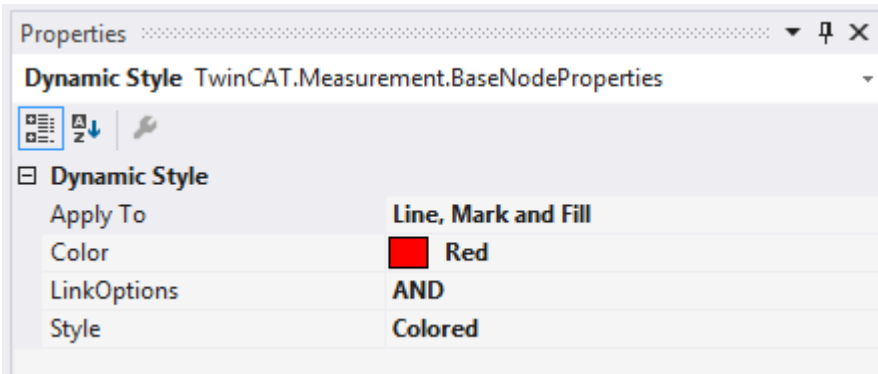 Properties
Dynamic Style TwinCAT.Measurement.BaseNodeProperties
Dynamic Style
Apply To Line, Mark and Fill
Color Red
LinkOptions AND
Style Colored